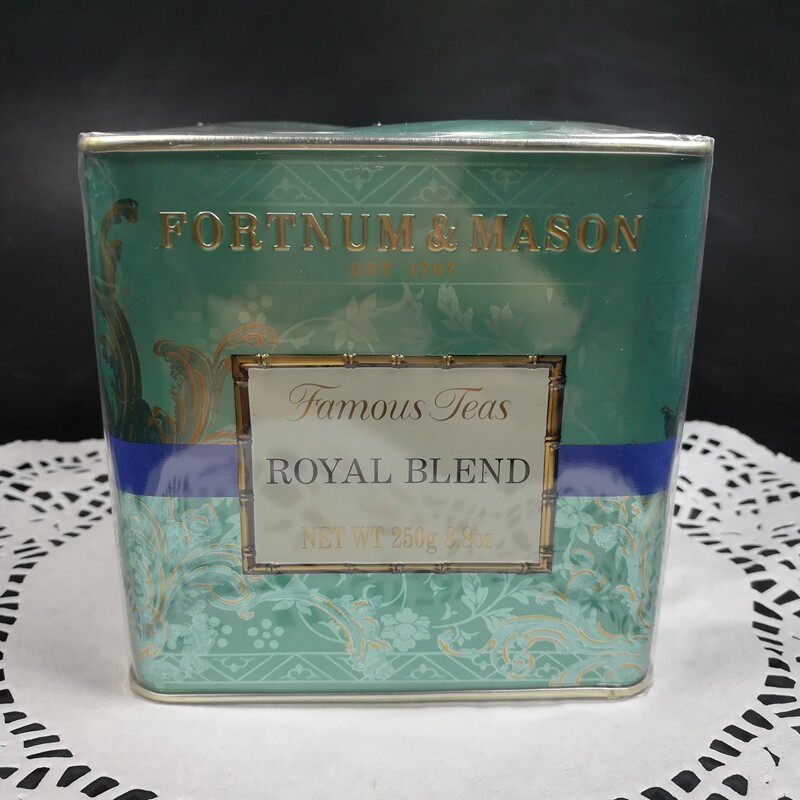 FORTNUM & MASON
EST 1707
Famous Teas
ROYAL BLEND
NET WT 250g 8.8oz